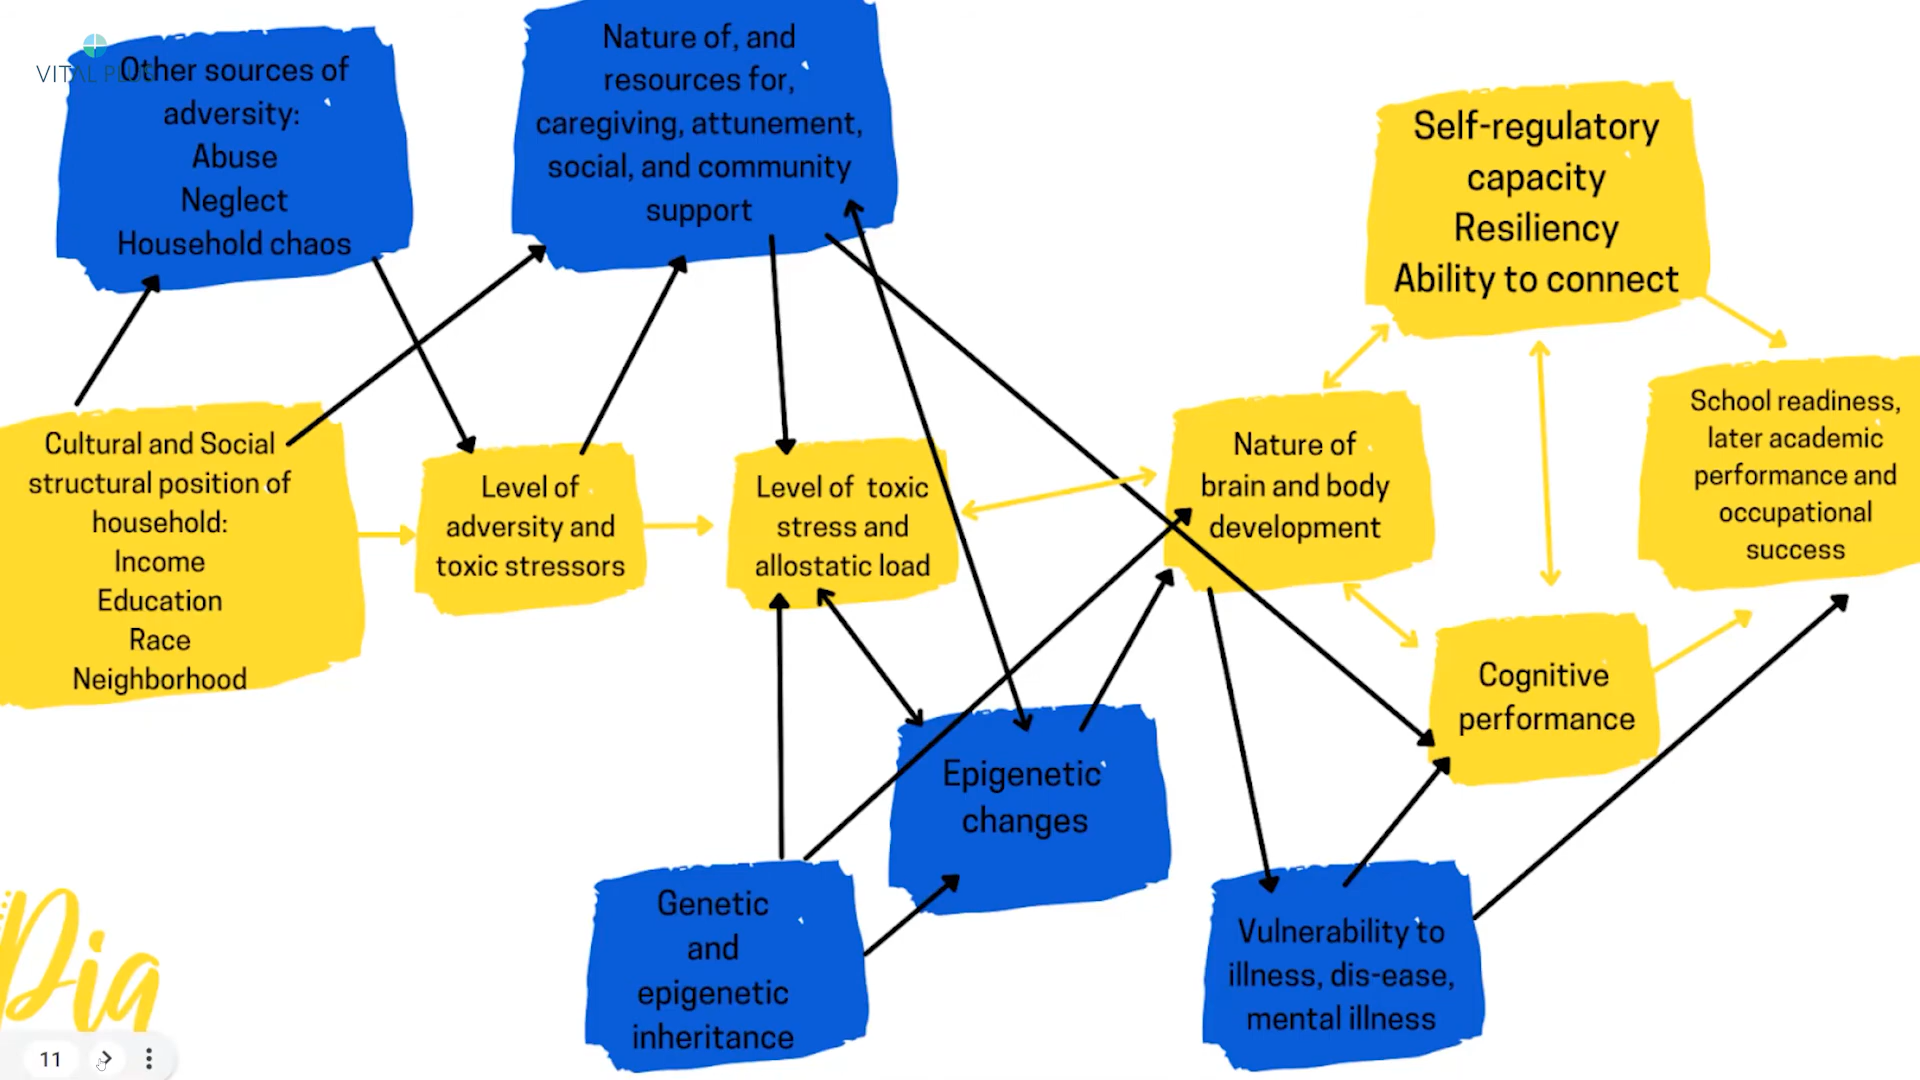 VITAL PLUS
Other sources of
adversity:
Abuse
Neglect
Household chaos
Nature of, and
resources for,
caregiving, attunement,
social, and community
support
Self-regulatory
capacity
Resiliency
Ability to connect
Cultural and Social
structural position of
household:
Income
Education
Race
Neighborhood
Level of
adversity and
toxic stressors
Level of toxic
stress and
allostatic load
Nature of
brain and body
development
School readiness,
later academic
performance and
occupational
success
Cognitive
performance
Epigenetic
changes
Genetic
and
epigenetic
inheritance
Vulnerability to
illness, dis-ease,
mental illness
Pia
11